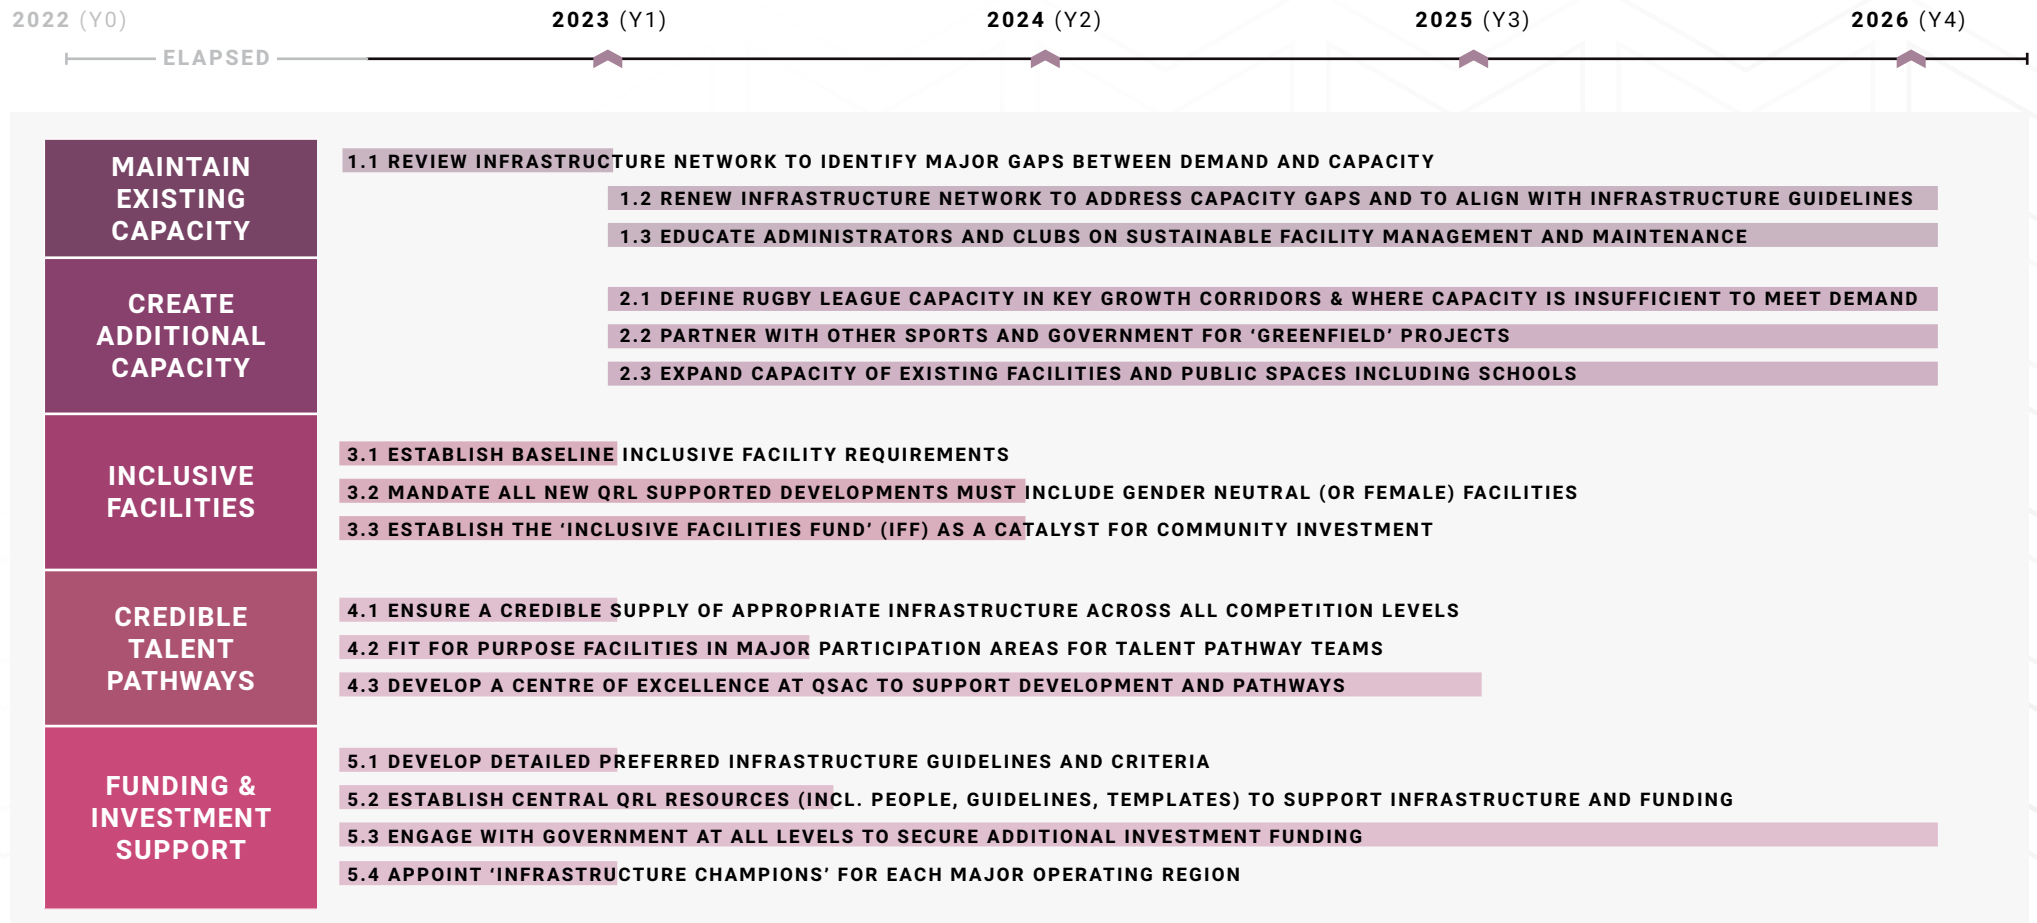 2022 (Y0) 2023 (Y1) 2024 (Y2) 2025 (Y3) 2026 (Y4)
ELAPSED
MAINTAIN
EXISTING
CAPACITY
1.1 REVIEW INFRASTRUCTURE NETWORK TO IDENTIFY MAJOR GAPS BETWEEN DEMAND AND CAPACITY
1.2 RENEW INFRASTRUCTURE NETWORK TO ADDRESS CAPACITY GAPS AND TO ALIGN WITH INFRASTRUCTURE GUIDELINES
1.3 EDUCATE ADMINISTRATORS AND CLUBS ON SUSTAINABLE FACILITY MANAGEMENT AND MAINTENANCE
CREATE
ADDITIONAL
CAPACITY
2.1 DEFINE RUGBY LEAGUE CAPACITY IN KEY GROWTH CORRIDORS & WHERE CAPACITY IS INSUFFICIENT TO MEET DEMAND
2.2 PARTNER WITH OTHER SPORTS AND GOVERNMENT FOR ‘GREENFIELD’ PROJECTS
2.3 EXPAND CAPACITY OF EXISTING FACILITIES AND PUBLIC SPACES INCLUDING SCHOOLS
INCLUSIVE
FACILITIES
3.1 ESTABLISH BASELINE INCLUSIVE FACILITY REQUIREMENTS
3.2 MANDATE ALL NEW QRL SUPPORTED DEVELOPMENTS MUST INCLUDE GENDER NEUTRAL (OR FEMALE) FACILITIES
3.3 ESTABLISH THE ‘INCLUSIVE FACILITIES FUND’ (IFF) AS A CATALYST FOR COMMUNITY INVESTMENT
CREDIBLE
TALENT
PATHWAYS
4.1 ENSURE A CREDIBLE SUPPLY OF APPROPRIATE INFRASTRUCTURE ACROSS ALL COMPETITION LEVELS
4.2 FIT FOR PURPOSE FACILITIES IN MAJOR PARTICIPATION AREAS FOR TALENT PATHWAY TEAMS
4.3 DEVELOP A CENTRE OF EXCELLENCE AT QSAC TO SUPPORT DEVELOPMENT AND PATHWAYS
FUNDING &
INVESTMENT
SUPPORT
5.1 DEVELOP DETAILED PREFERRED INFRASTRUCTURE GUIDELINES AND CRITERIA
5.2 ESTABLISH CENTRAL QRL RESOURCES (INCL. PEOPLE, GUIDELINES, TEMPLATES) TO SUPPORT INFRASTRUCTURE AND FUNDING
5.3 ENGAGE WITH GOVERNMENT AT ALL LEVELS TO SECURE ADDITIONAL INVESTMENT FUNDING
5.4 APPOINT ‘INFRASTRUCTURE CHAMPIONS’ FOR EACH MAJOR OPERATING REGION